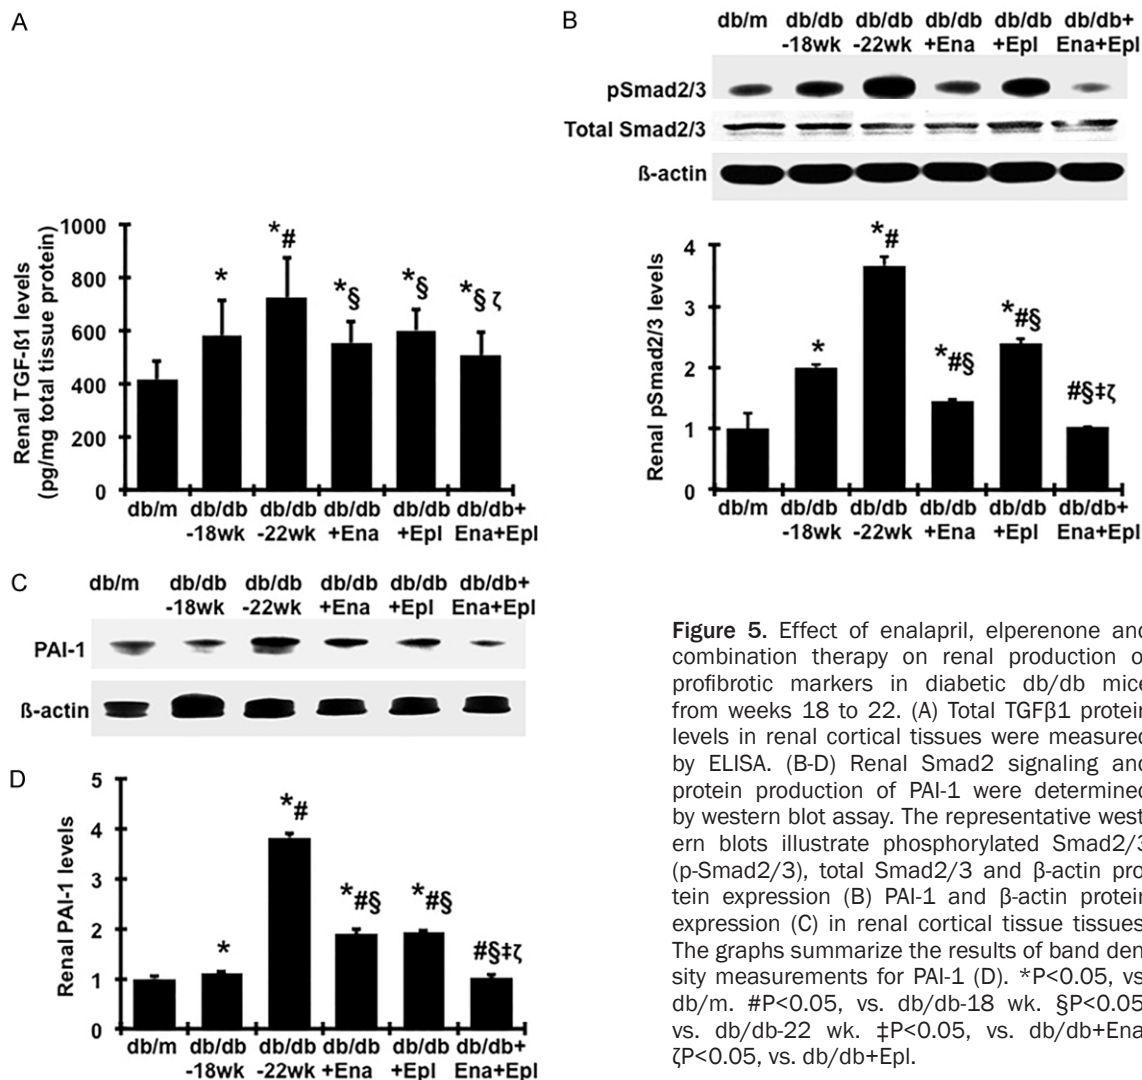 A
1000
800
600
400
200
0
Renal TGF-ß1 levels
(pg/mg total tissue protein)
*
*#
*§
*§
*§ ζ
db/m db/db db/db db/db db/db db/db+
-18wk -22wk +Ena +Epl Ena+Epl
B
db/m db/db db/db db/db db/db db/db+
-18wk -22wk +Ena +Epl Ena+Epl
pSmad2/3
Total Smad2/3
ß-actin
4
3
2
1
0
Renal pSmad2/3 levels
*
*#
*#§
*#§
#§‡ζ
db/m db/db db/db db/db db/db db/db+
-18wk -22wk +Ena +Epl Ena+Epl
C
db/m db/db db/db db/db db/db db/db+
-18wk -22wk +Ena +Epl Ena+Epl
PAI-1
ß-actin
D
5
4
3
2
1
0
Renal PAI-1 levels
*
*#
*#§
*#§
#§‡ζ
db/m db/db db/db db/db db/db db/db+
-18wk -22wk +Ena +Epl Ena+Epl
Figure 5. Effect of enalapril, elperenone and
combination therapy on renal production o
profibrotic markers in diabetic db/db mice
from weeks 18 to 22. (A) Total TGFβ1 protein
levels in renal cortical tissues were measured
by ELISA. (B-D) Renal Smad2 signaling and
protein production of PAI-1 were determined
by western blot assay. The representative west
ern blots illustrate phosphorylated Smad2/3
(p-Smad2/3), total Smad2/3 and β-actin pro
tein expression (B) PAI-1 and β-actin protein
expression (C) in renal cortical tissue tissues
The graphs summarize the results of band den
sity measurements for PAI-1 (D). *P<0.05, vs
db/m. #P<0.05, vs. db/db-18 wk. §P<0.05
vs. db/db-22 wk. ‡P<0.05, vs. db/db+Ena
ζP<0.05, vs. db/db+Epl.